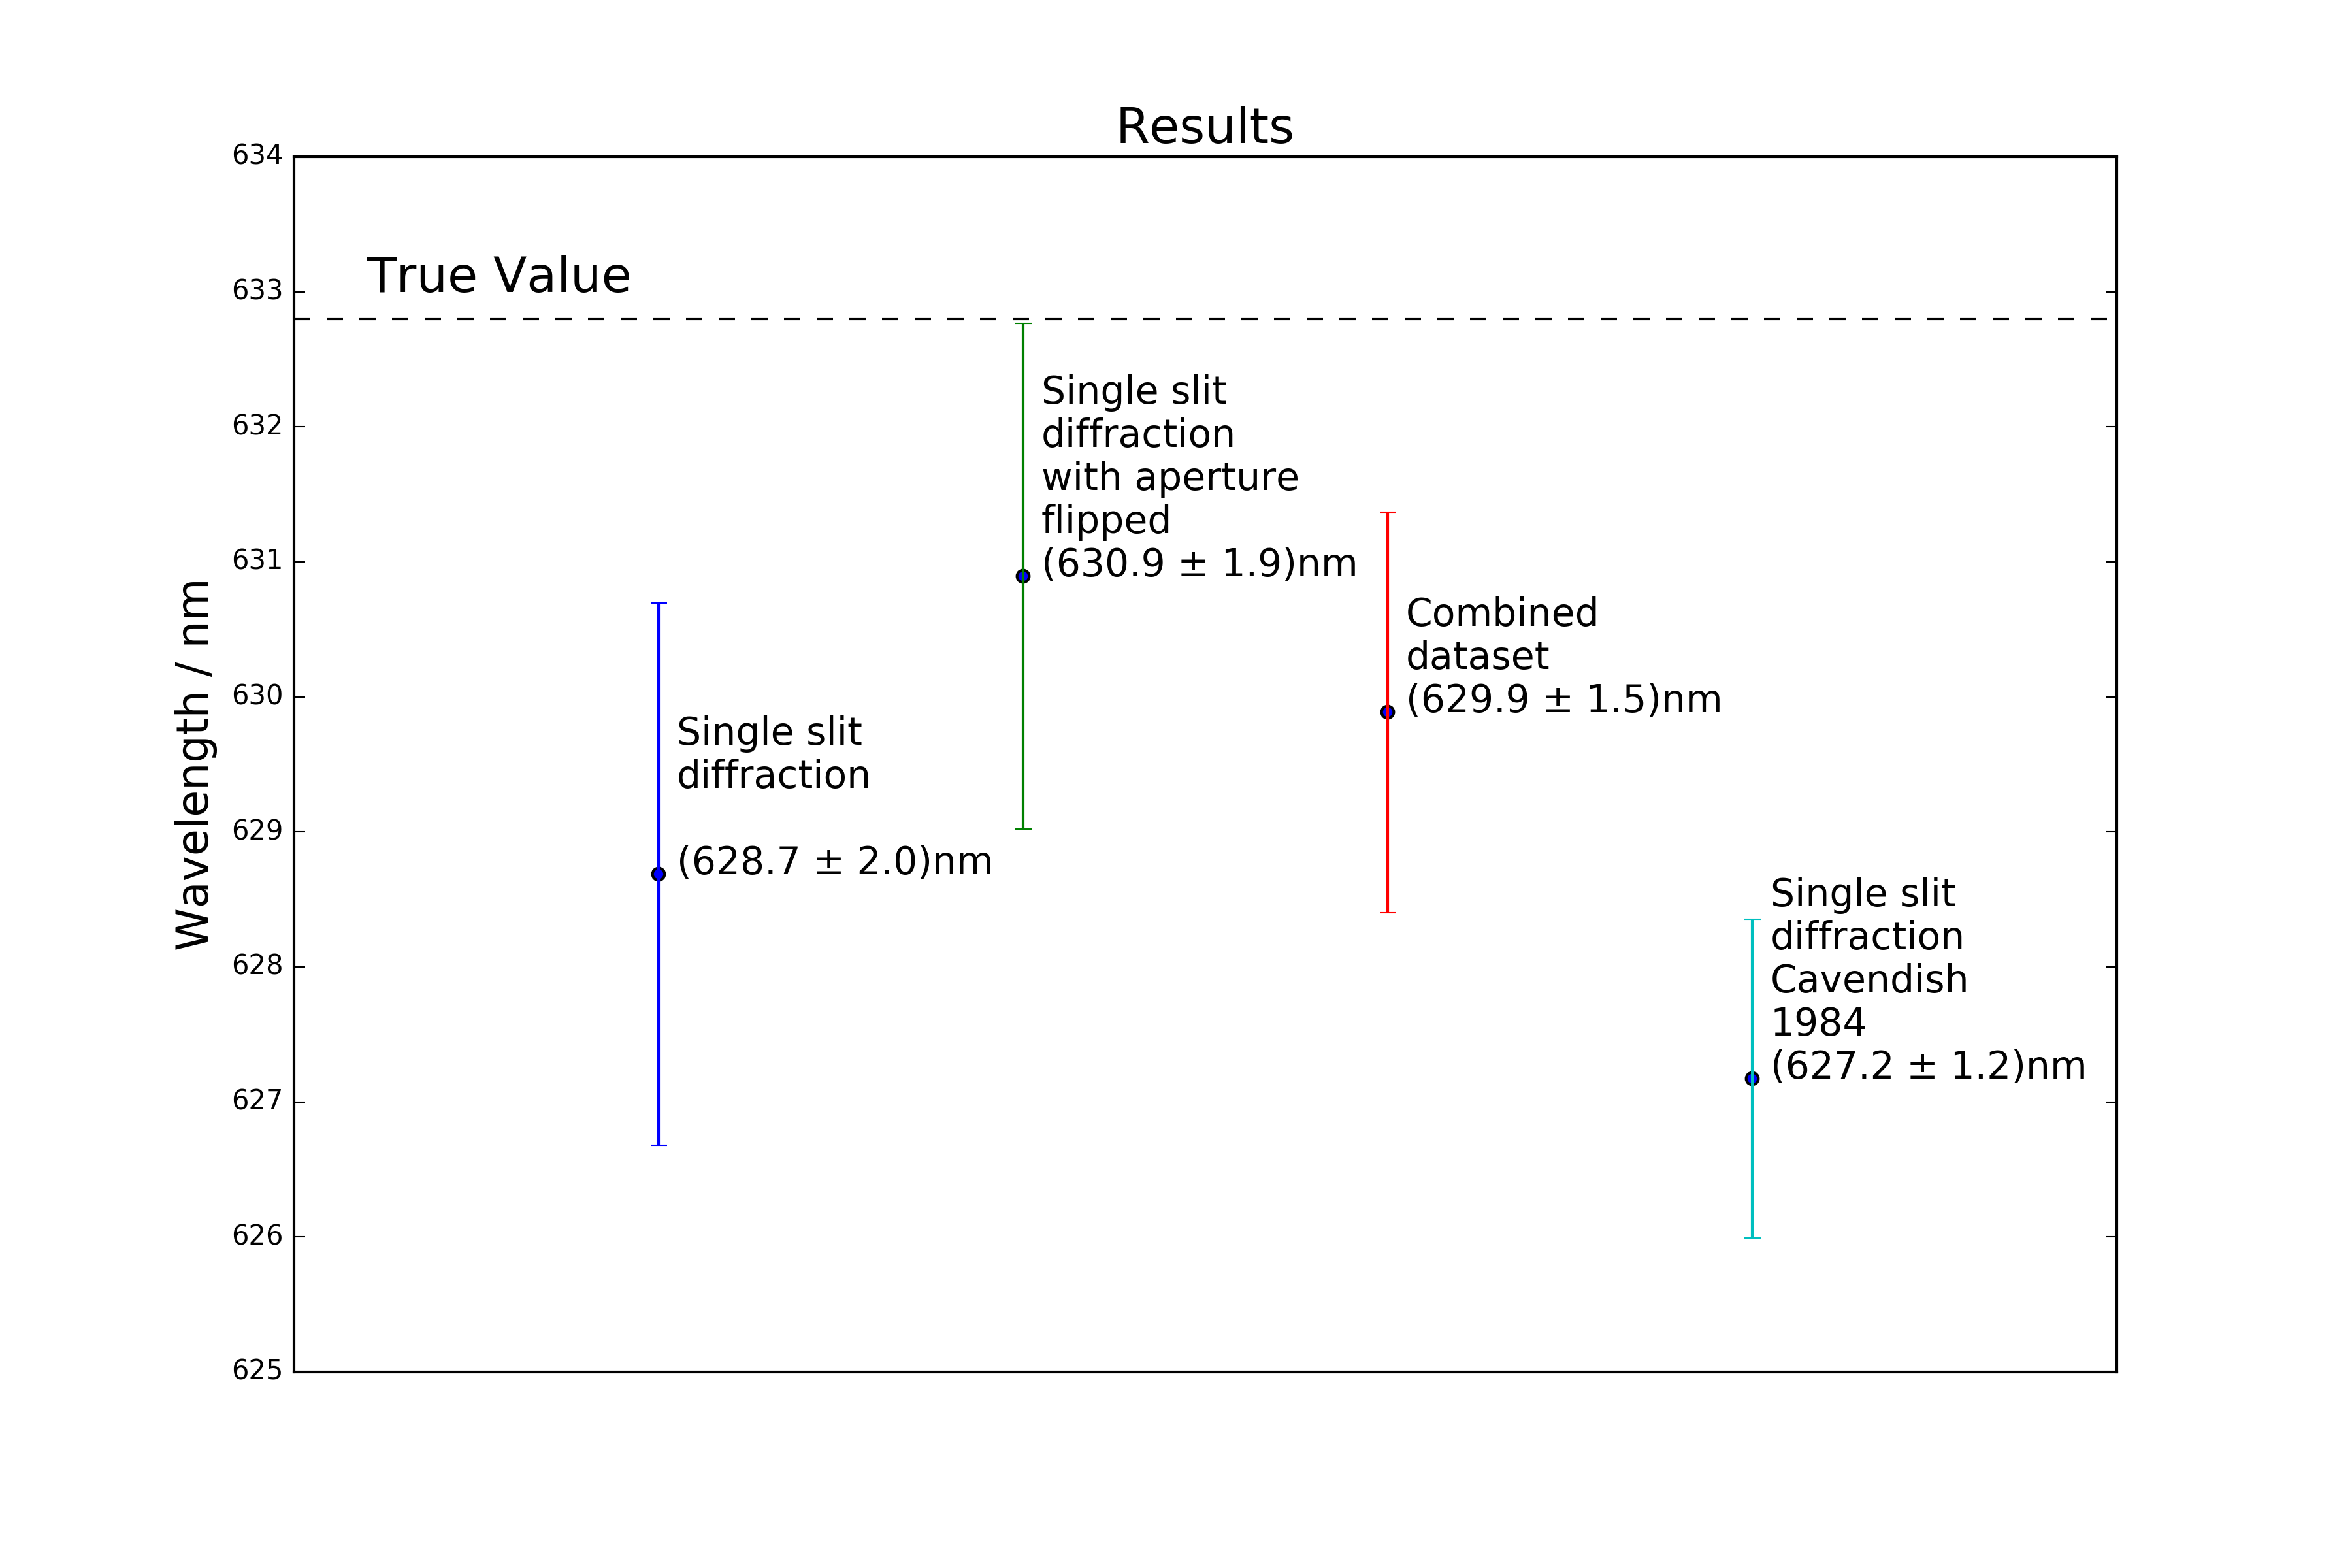 Results
634
633
632
631
630
629
628
627
626
625
Wavelength / nm
True Value
Single slit
diffraction
(628.7 ± 2.0)nm
Single slit
diffraction
with aperture
flipped
(630.9 ± 1.9)nm
Combined
dataset
(629.9 ± 1.5)nm
Single slit
diffraction
Cavendish
1984
(627.2 ± 1.2)nm